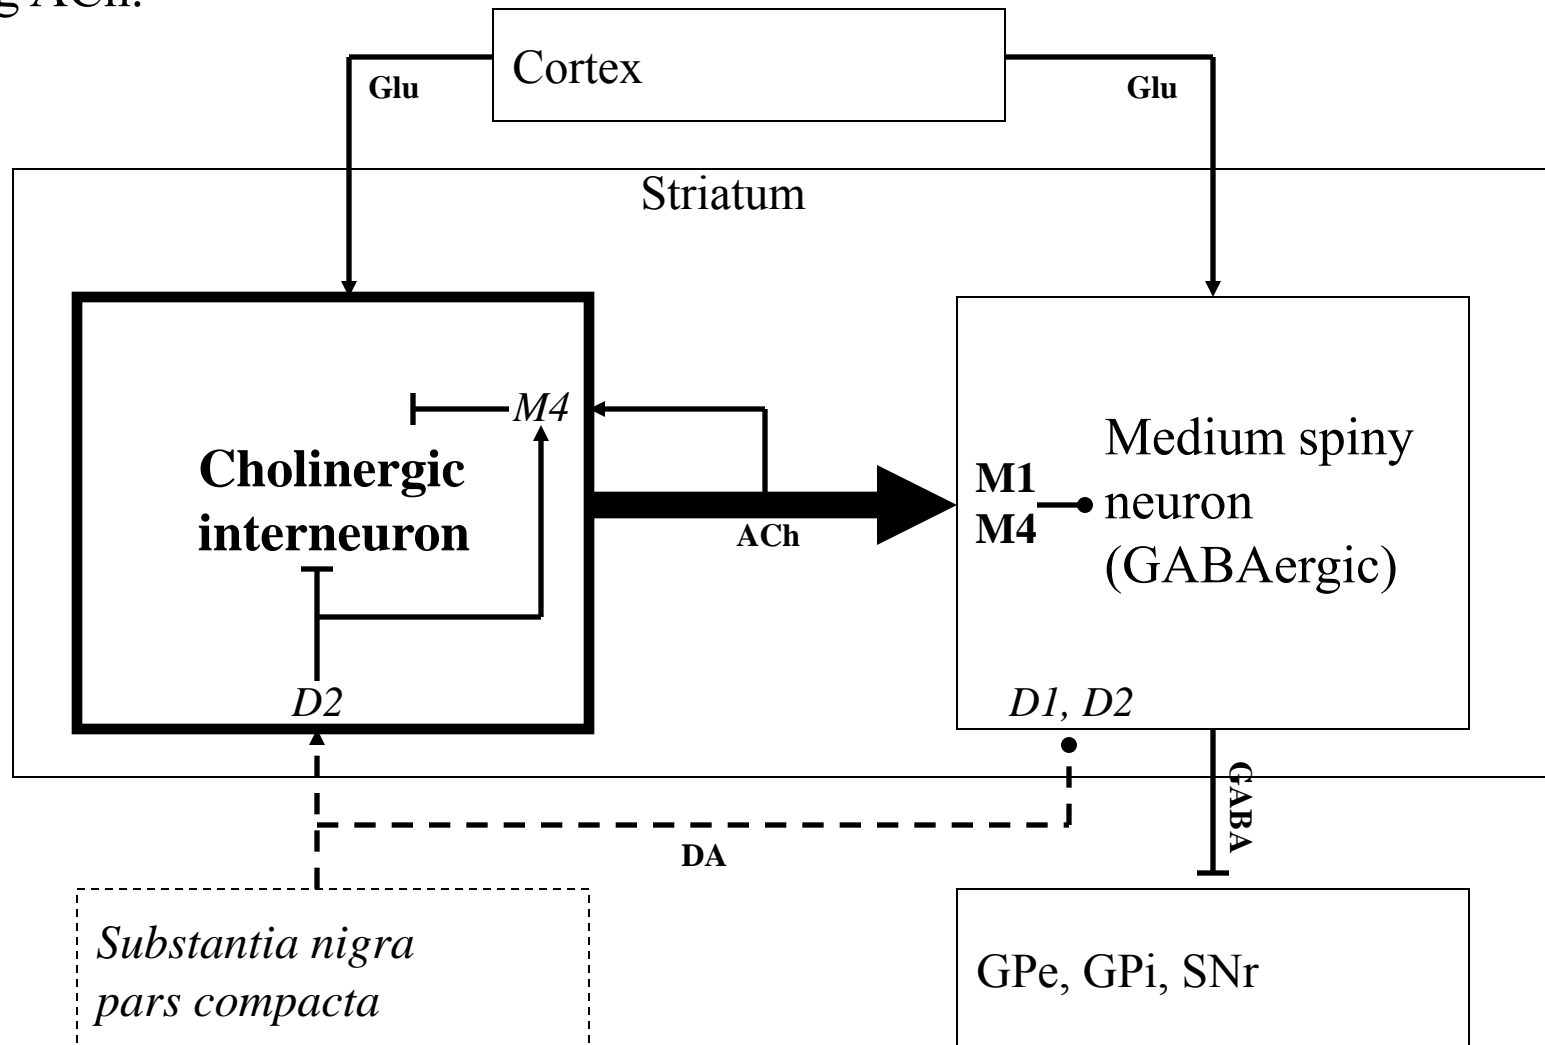 g ACh.
Cortex
Glu
Glu
Striatum
M4
Cholinergic
interneuron
D2
ACh
M1
M4
Medium spiny
neuron
(GABAergic)
D1, D2
GABA
DA
Substantia nigra
pars compacta
GPe, GPi, SNr